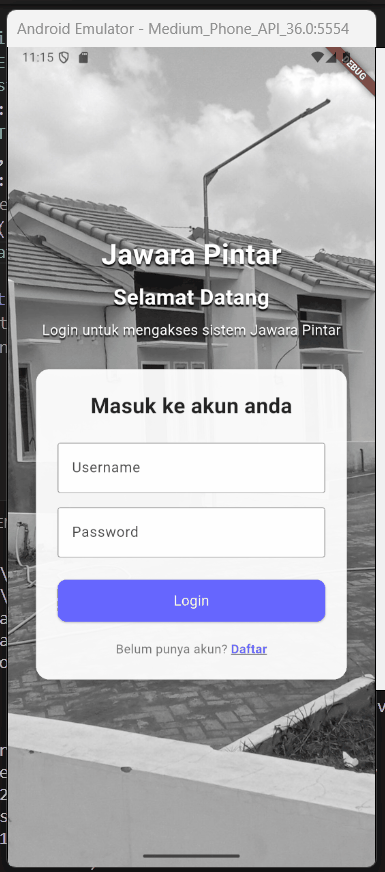 Android Emulator - Medium_Phone_API_36.0:5554
11:15
DEBUG
Jawara Pintar
Selamat Datang
Login untuk mengakses sistem Jawara Pintar
Masuk ke akun anda
Username
Password
Login
Belum punya akun? Daftar